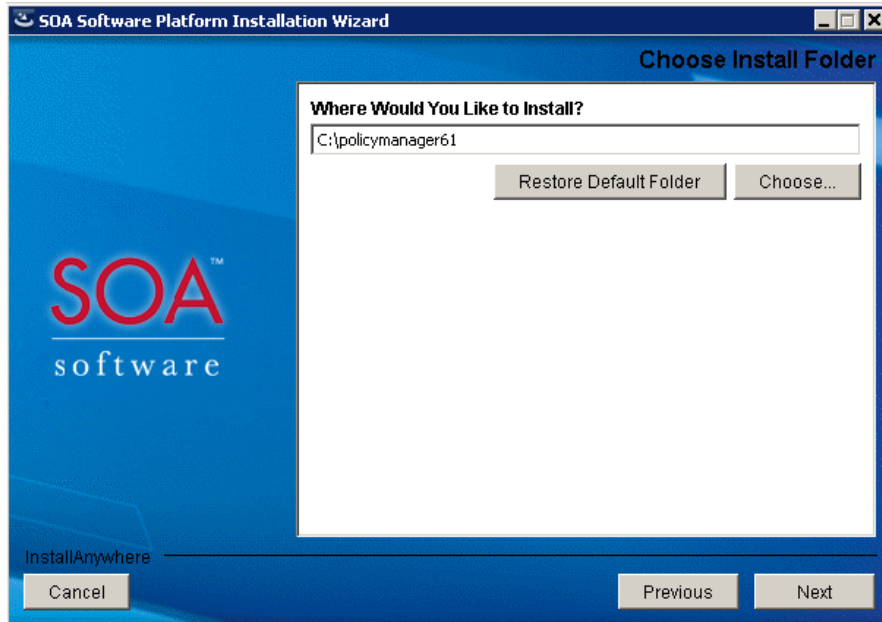 SOA Software Platform Installation Wizard
Choose Install Folder
Where Would You Like to Install?
C:\policymanager61
Restore Default Folder
Choose...
SOA™
software
InstallAnywhere
Cancel
Previous
Next